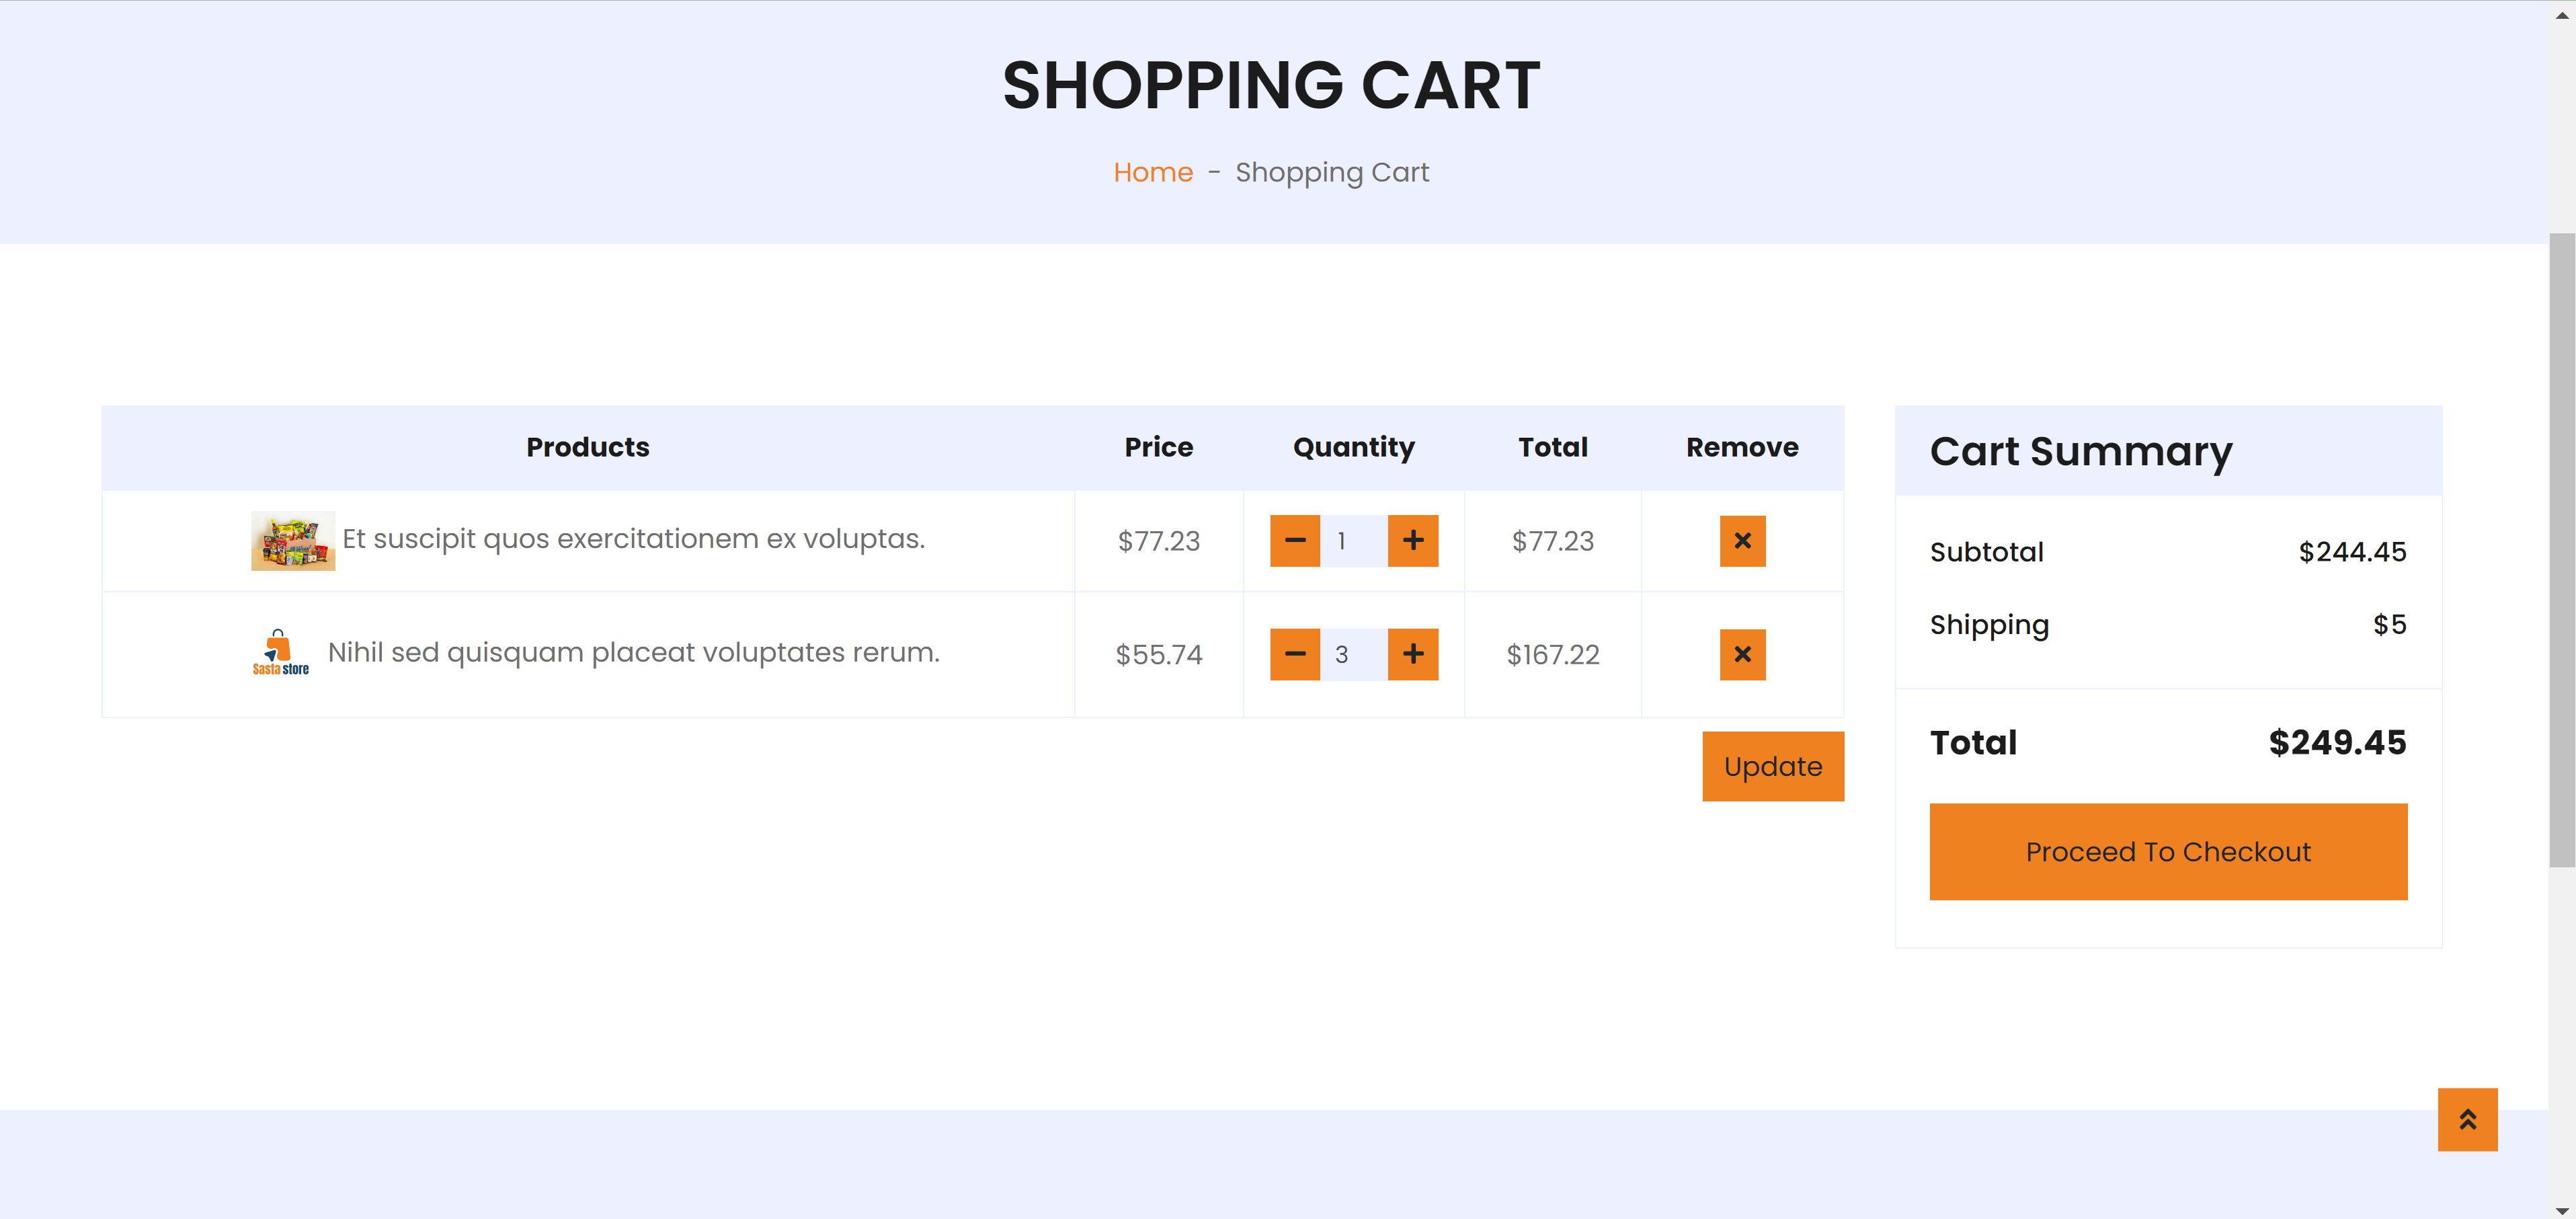 SHOPPING CART
Home - Shopping Cart
Products Price Quantity Total Remove
Et suscipit quos exercitationem ex voluptas. $77.23 1 $77.23
Sasta store Nihil sed quisquam placeat voluptates rerum. $55.74 3 $167.22
Update
Cart Summary
Subtotal $244.45
Shipping $5
Total $249.45
Proceed To Checkout